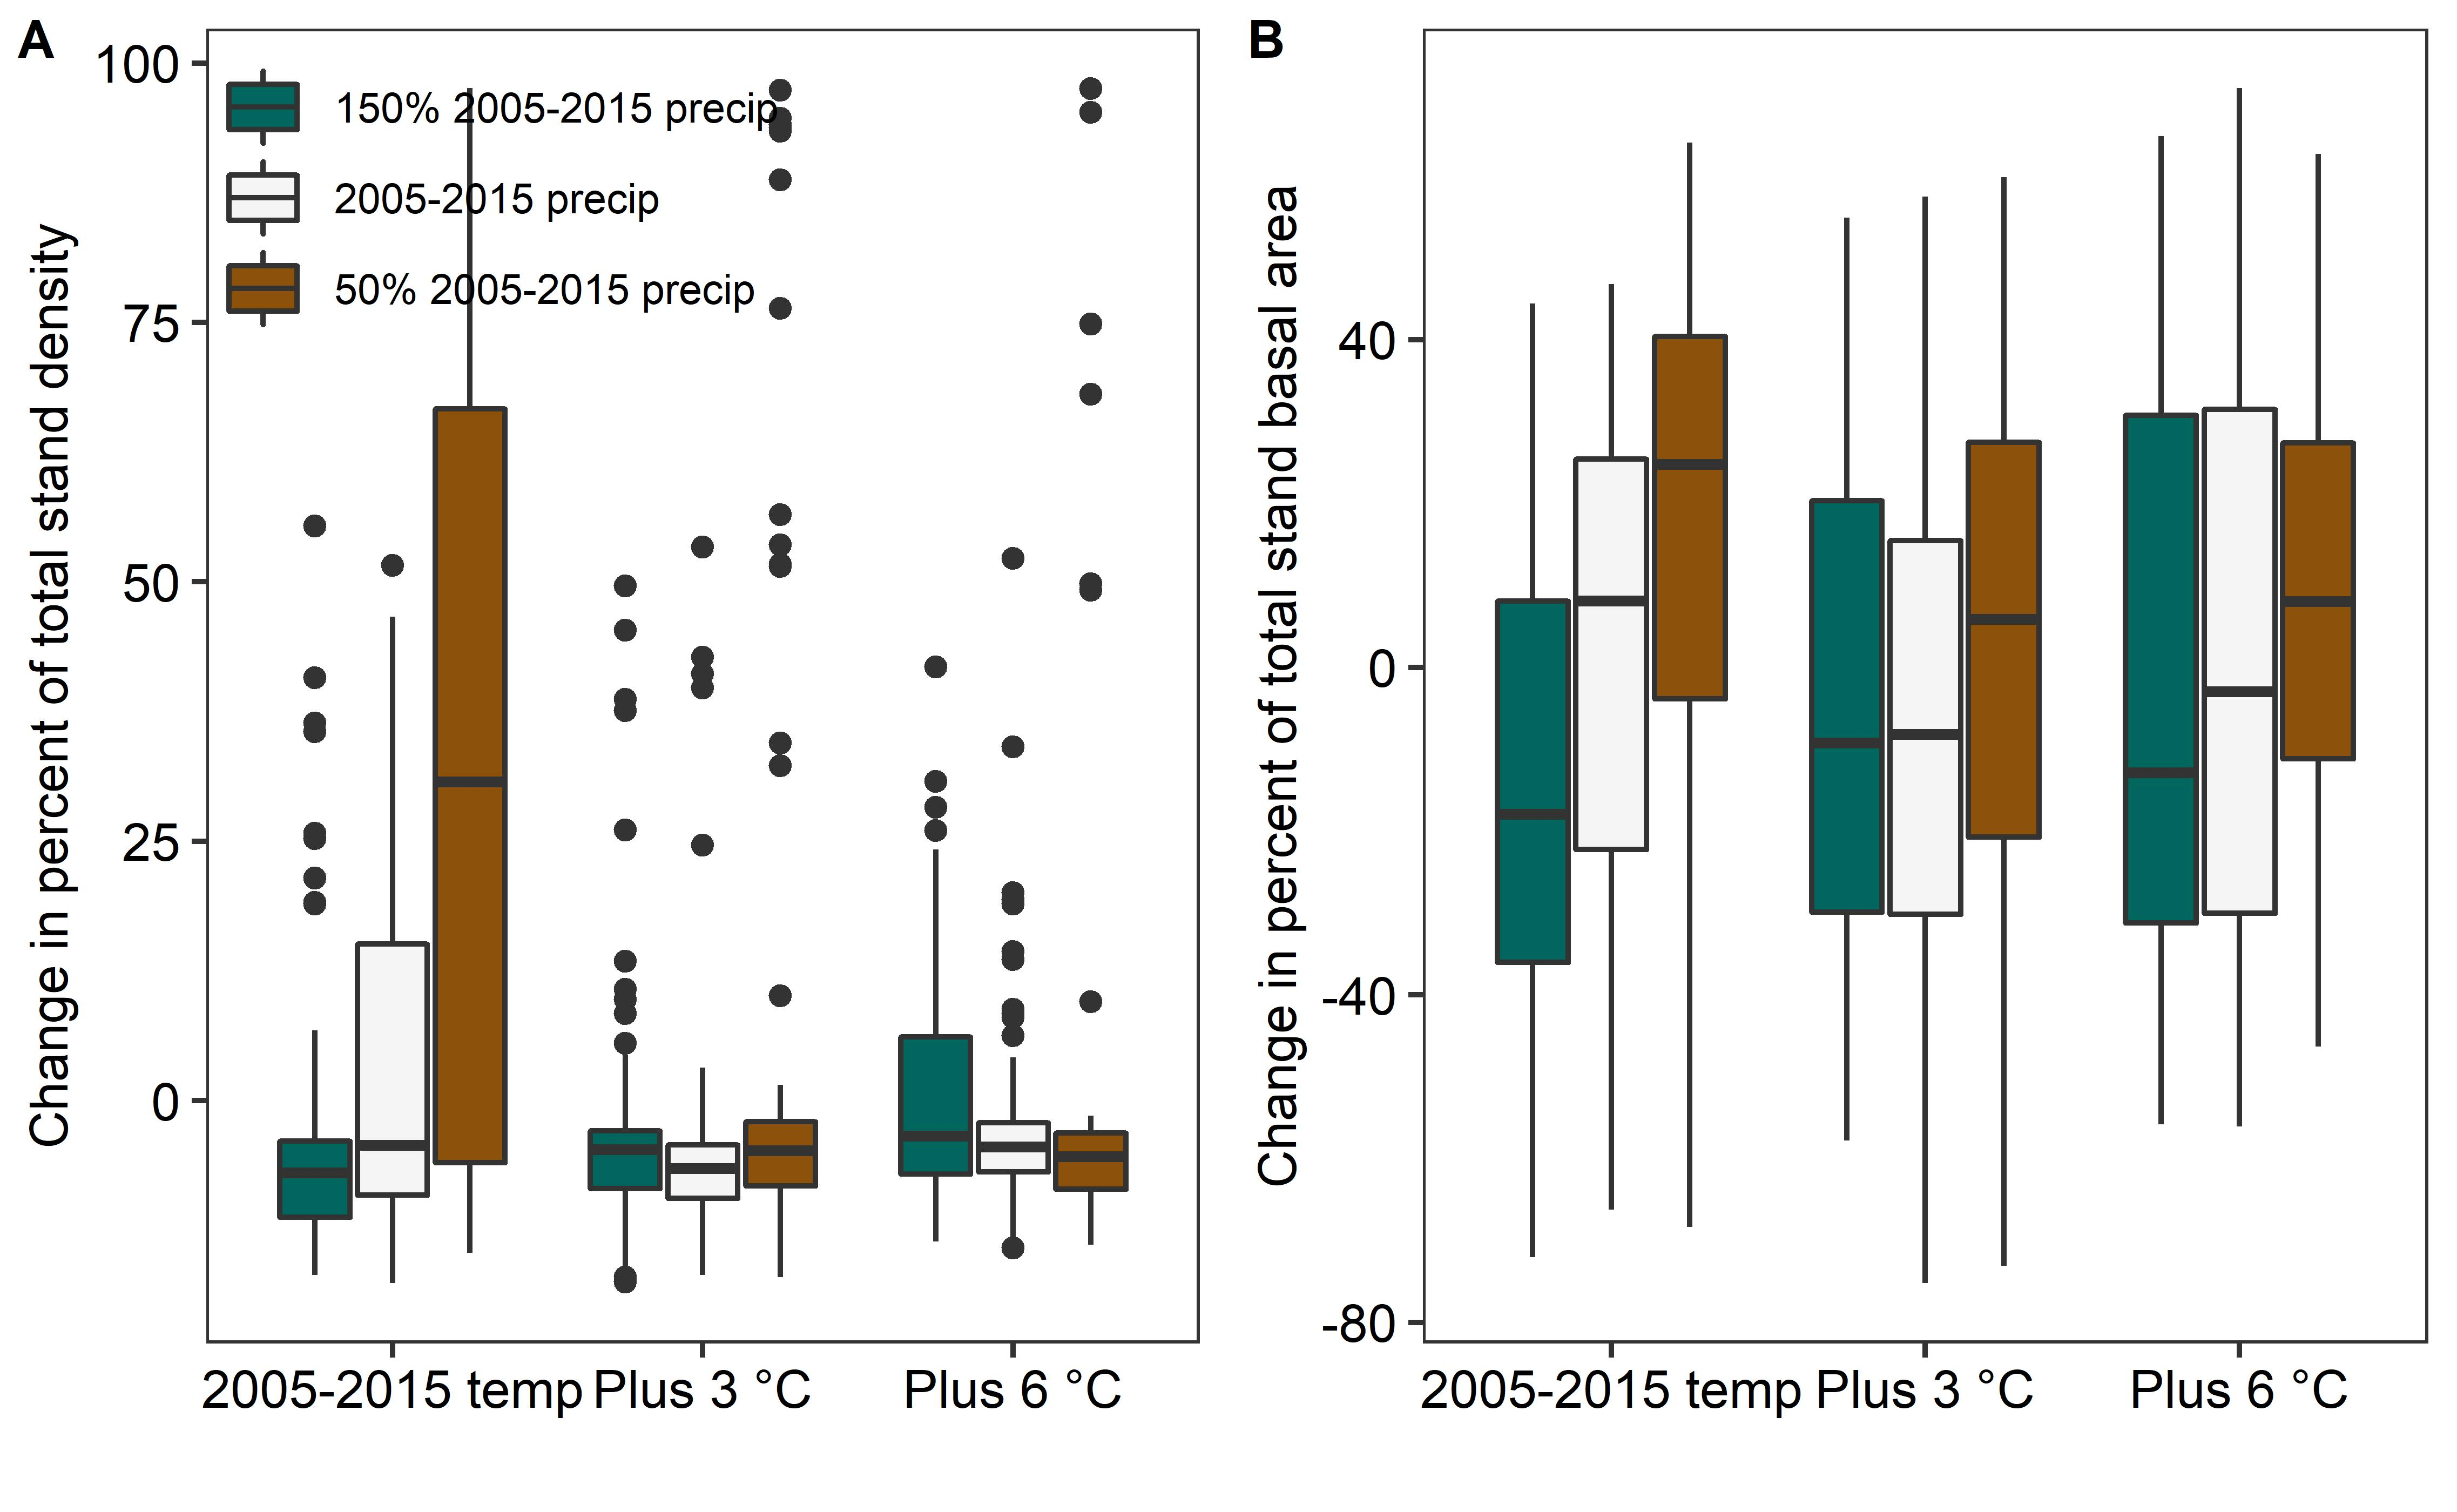 A
Change in percent of total stand density
100
75
50
25
0
150% 2005-2015 precip
2005-2015 precip
50% 2005-2015 precip
2005-2015 temp
Plus 3 °C
Plus 6 °C
B
Change in percent of total stand basal area
40
0
-40
-80
2005-2015 temp
Plus 3 °C
Plus 6 °C